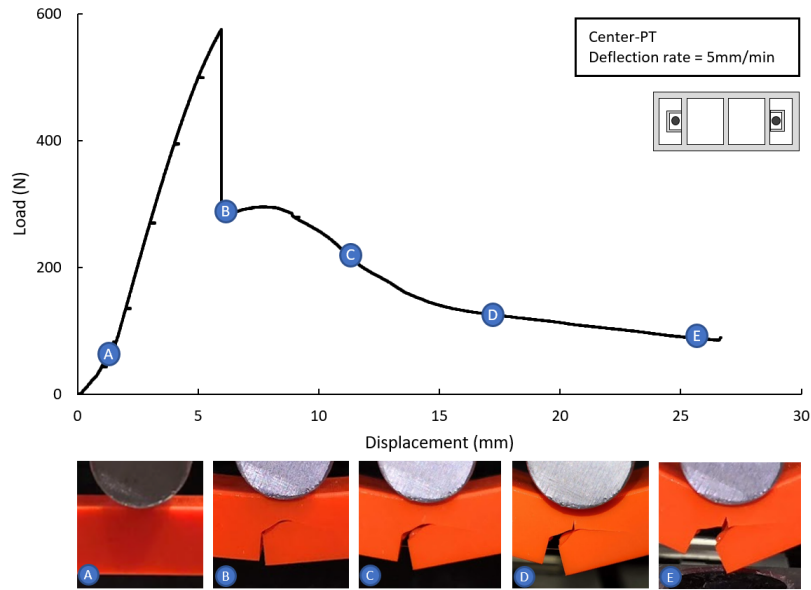 600
Center-PT
Deflection rate = 5mm/min
400
Load (N)
B
200
C
A
D
E
0
0 5 10 15 20 25 30
Displacement (mm)
A B C D E